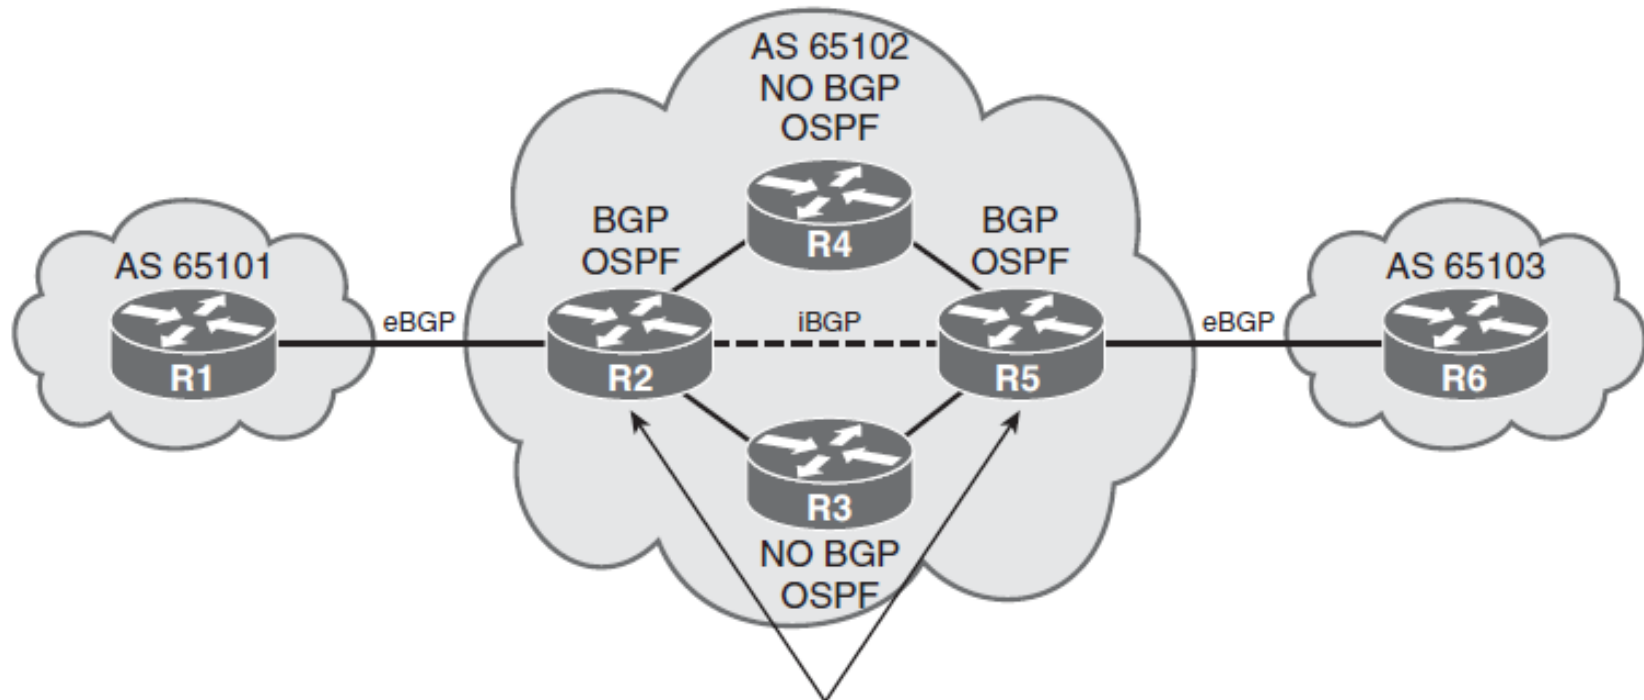 AS 65102
NO BGP
OSPF
R4
BGP
OSPF
BGP
OSPF
AS 65101
AS 65103
eBGP
iBGP
eBGP
R1
R2
R5
R6
R3
NO BGP
OSPF